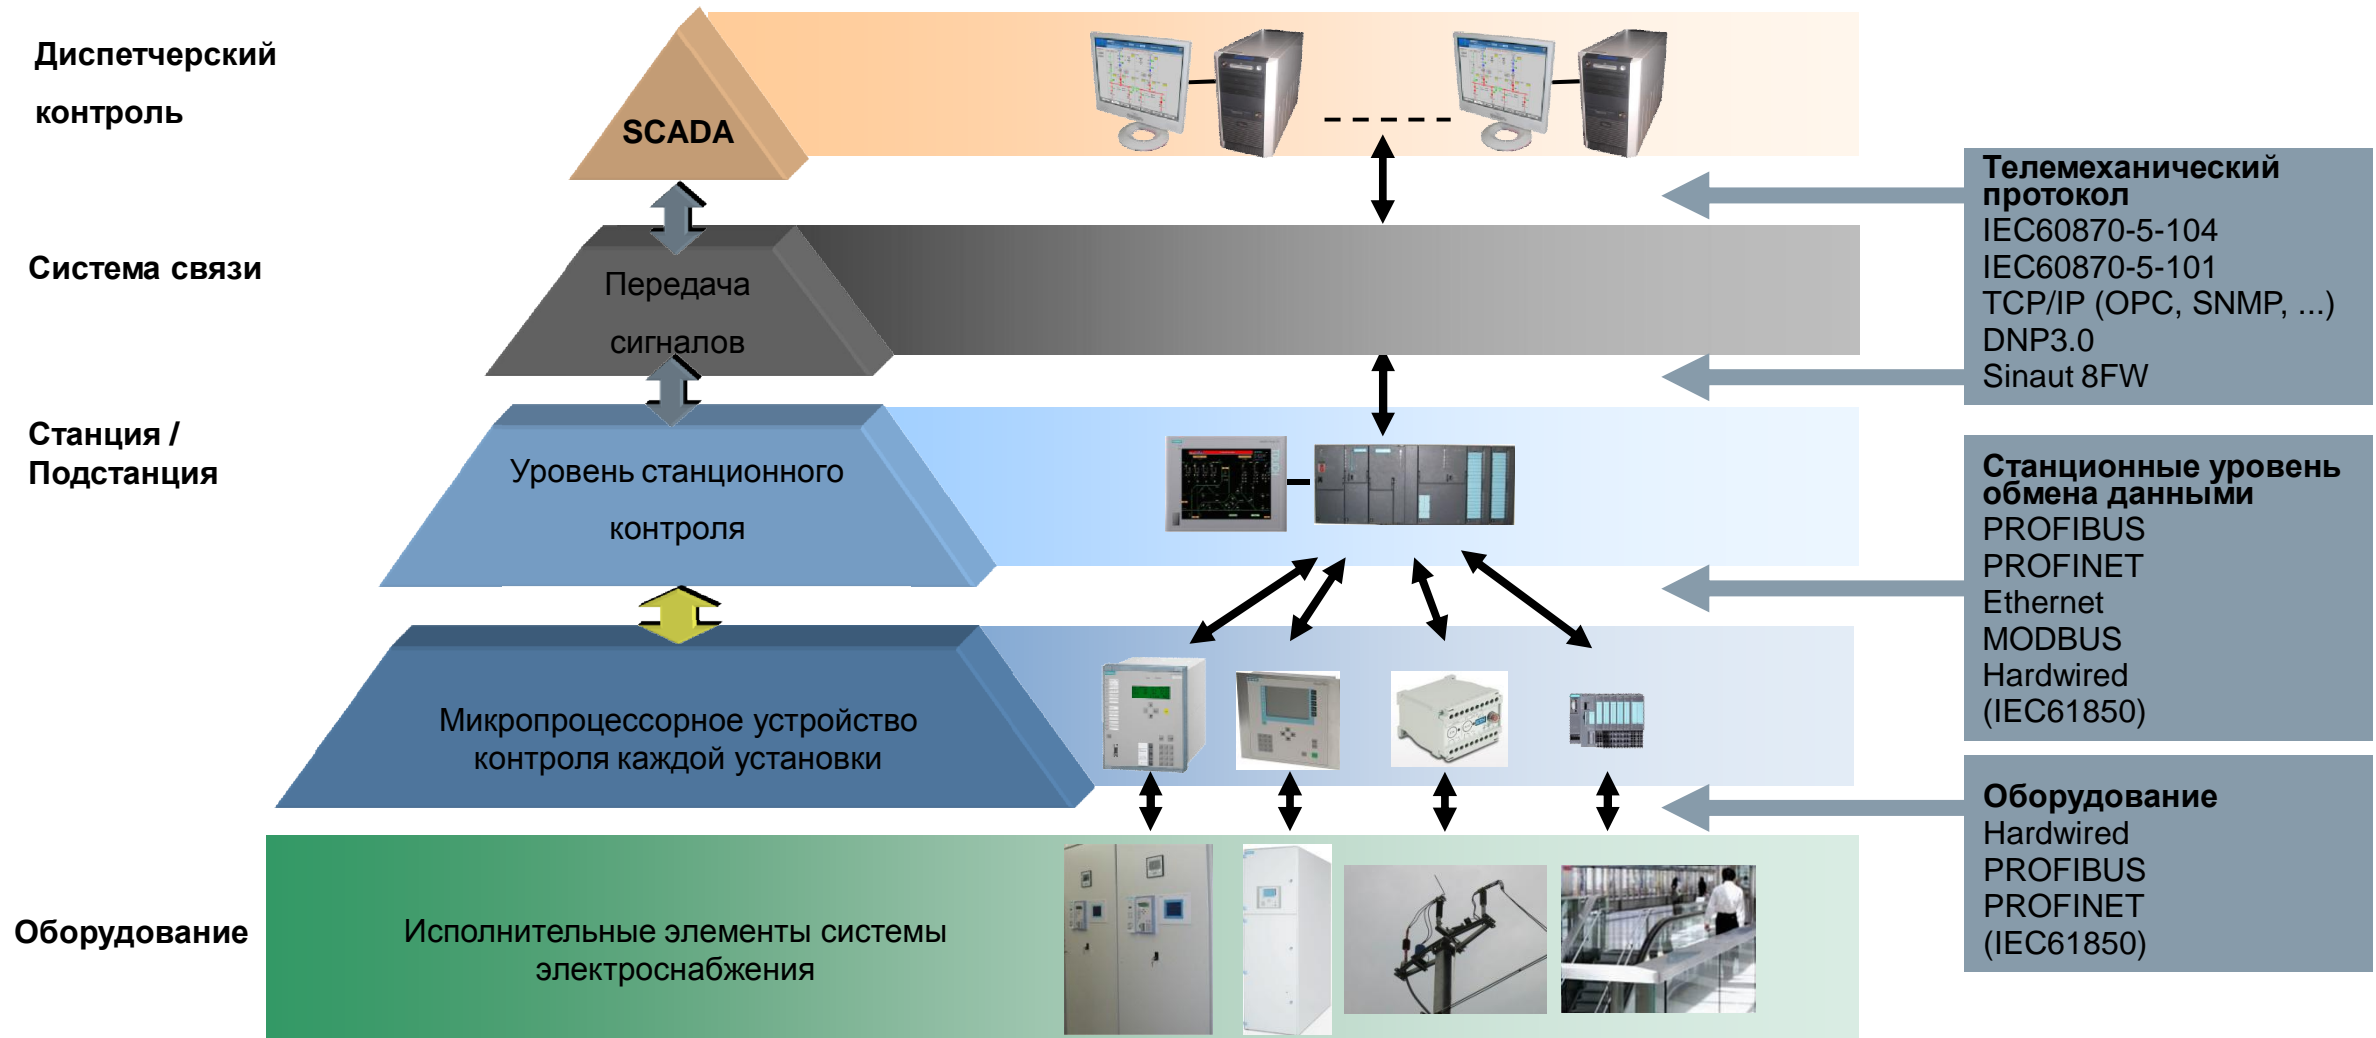 Диспетчерский
контроль
SCADA
Система связи
Передача
сигналов
Станция /
Подстанция
Уровень станционного
контроля
Микропроцессорное устройство
контроля каждой установки
Оборудование
Исполнительные элементы системы
электроснабжения
Телемеханический
протокол
IEC60870-5-104
IEC60870-5-101
TCP/IP (OPC, SNMP, ...)
DNP3.0
Sinaut 8FW
Станционные уровень
обмена данными
PROFIBUS
PROFINET
Ethernet
MODBUS
Hardwired
(IEC61850)
Оборудование
Hardwired
PROFIBUS
PROFINET
(IEC61850)